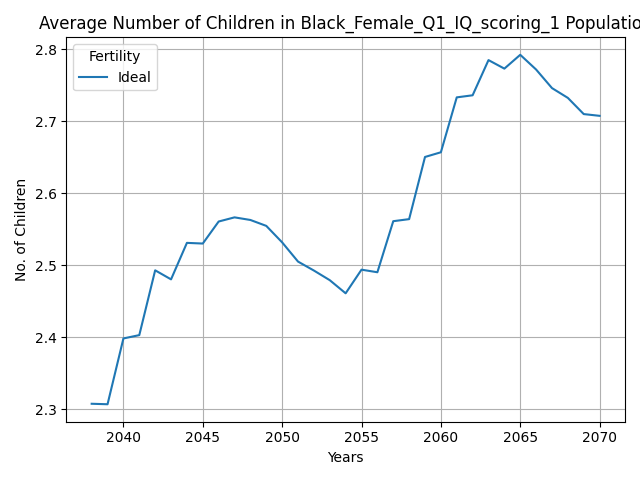 Average Number of Children in Black_Female_Q1_IQ_scoring_1 Populatio
Fertility
Ideal
No. of Children
2.8
2.7
2.6
2.5
2.4
2.3
2040 2045 2050 2055 2060 2065 2070
Years